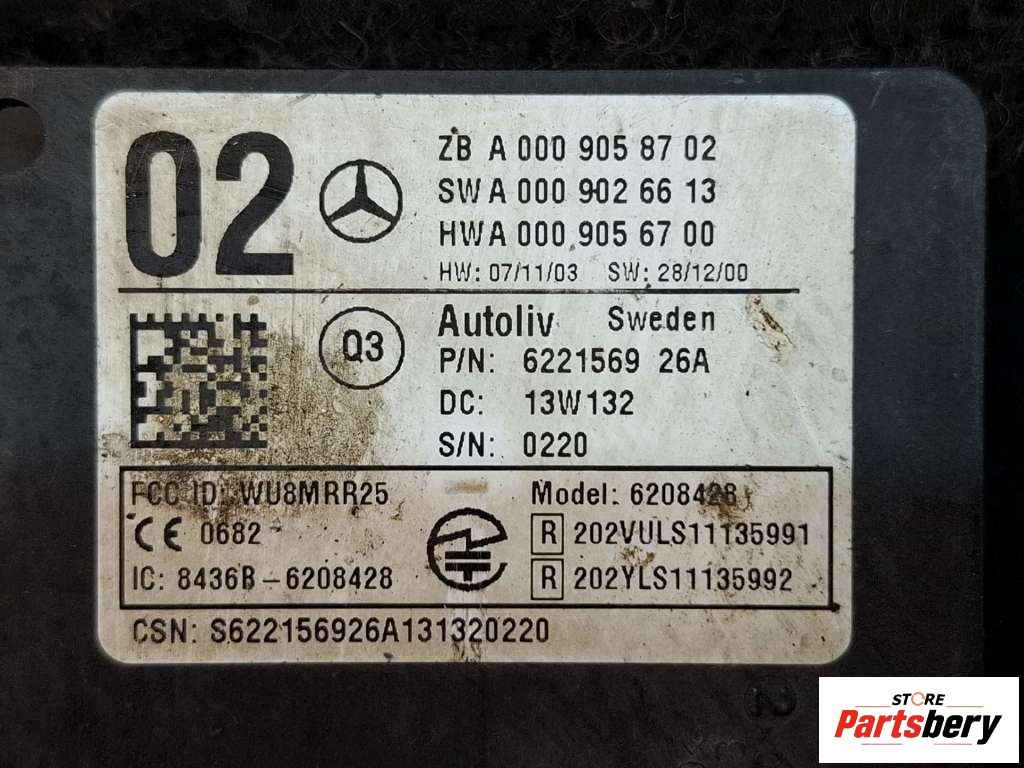 02
ZB A 000 905 87 02
SW A 000 902 66 13
HW A 000 905 67 00
HW: 07/11/03 SW: 28/12/00
Q3
Autoliv Sweden
P/N: 6221569 26A
DC: 13W132
S/N: 0220
FCC ID: WU8MRR25 Model: 6208428
CE 0682 R 202VULS11135991
IC: 8436B-6208428 R 202YLS11135992
CSN: S622156926A131320220
STORE
Partsbery